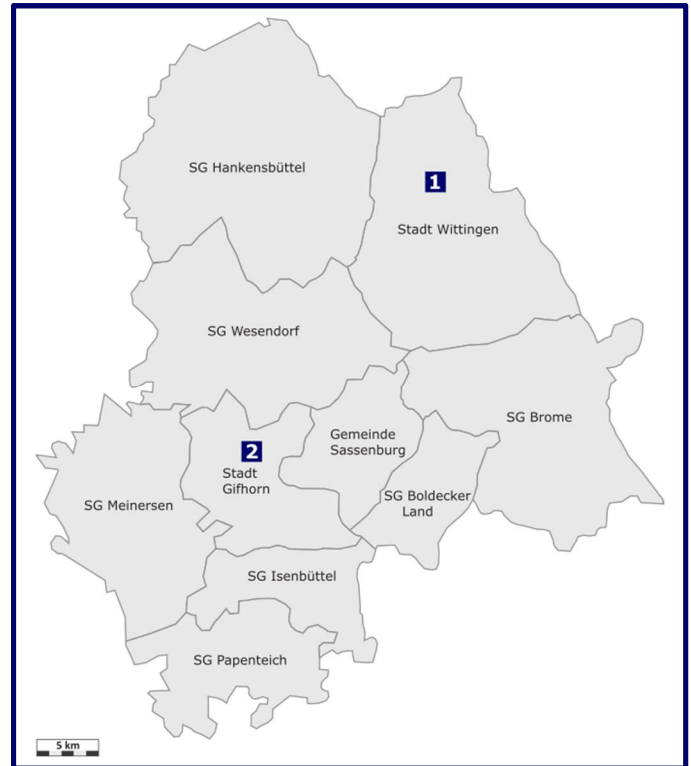 SG Hankensbüttel
1
Stadt Wittingen
SG Wesendorf
SG Brome
Gemeinde
Sassenburg
2
Stadt
Gifhorn
SG Boldecker
Land
SG Meinersen
SG Isenbüttel
SG Papenteich
5 km